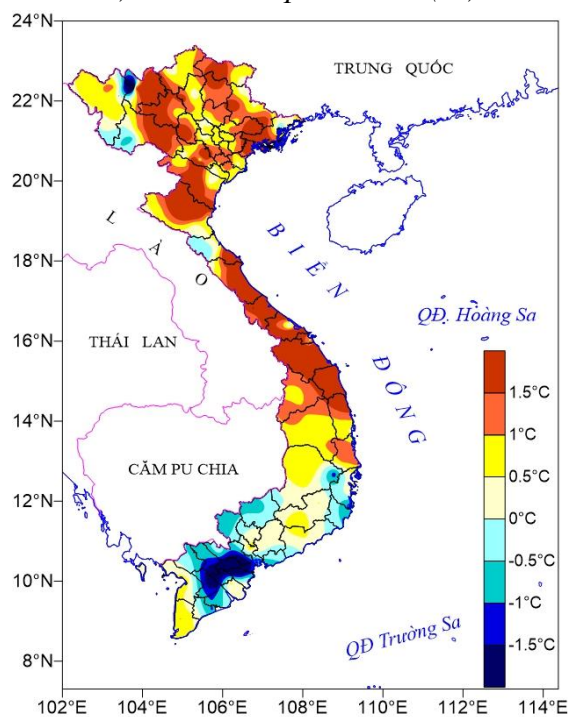 24°N
22°N
20°N
18°N
16°N
14°N
12°N
10°N
8°N
TRUNG QUỐC
LÀO
BIỂN ĐÔNG
QĐ. Hoàng Sa
THÁI LAN
CĂM PU CHIA
QĐ Trường Sa
1.5°C
1°C
0.5°C
0°C
-0.5°C
-1°C
-1.5°C
102°E 104°E 106°E 108°E 110°E 112°E 114°E